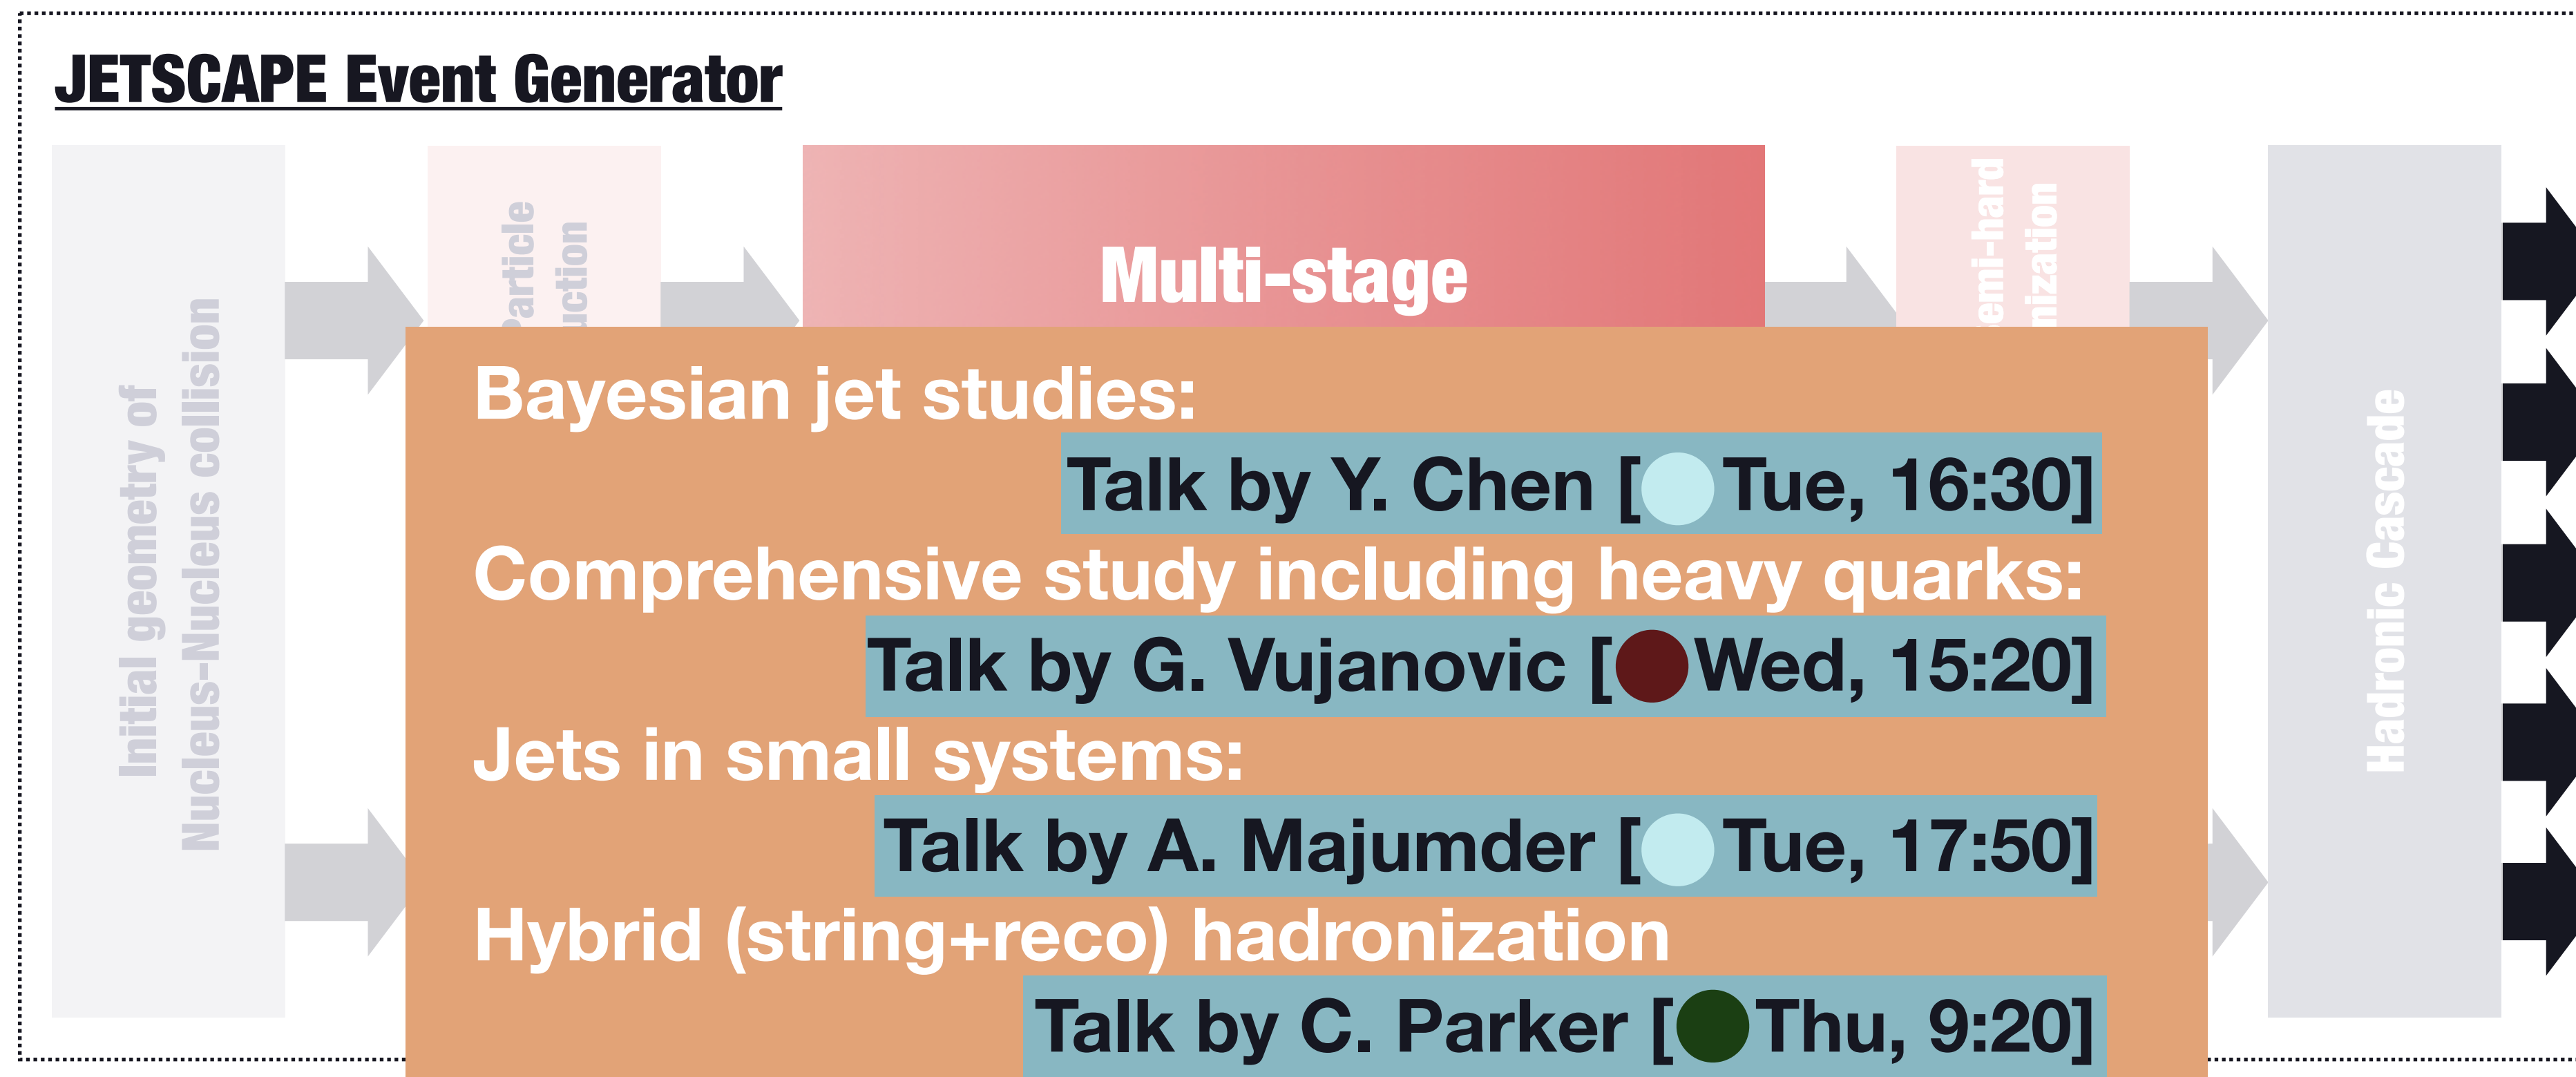 JETSCAPE Event Generator
Initial geometry of
Nucleus-Nucleus collision
Particle
Multi-stage
Hadronic Cascade
Bayesian jet studies:
Talk by Y. Chen [Tue, 16:30]
Comprehensive study including heavy quarks:
Talk by G. Vujanovic [Wed, 15:20]
Jets in small systems:
Talk by A. Majumder [Tue, 17:50]
Hybrid (string+reco) hadronization
Talk by C. Parker [Thu, 9:20]